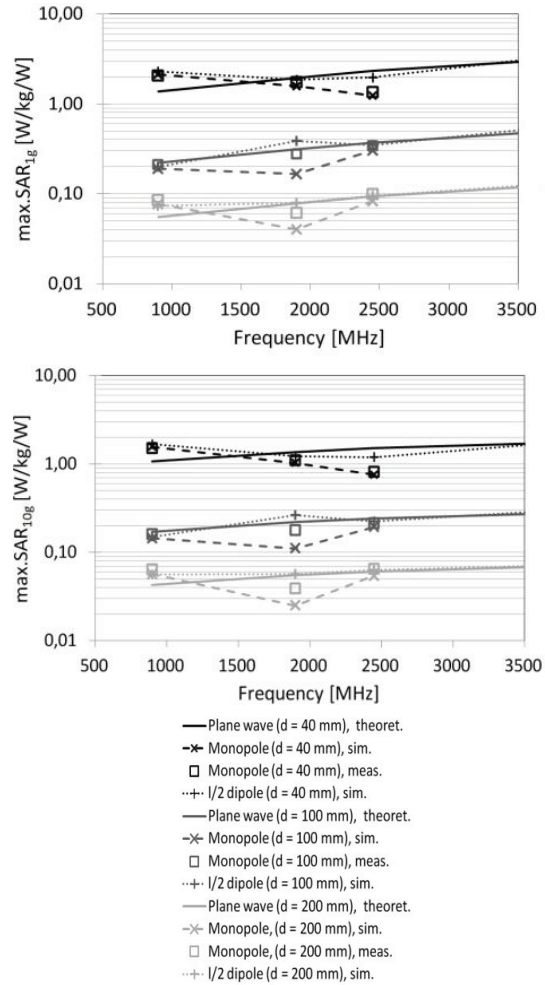 10,00
1,00
0,10
0,01
max.SAR1g [W/kg/W]
500 1000 1500 2000 2500 3000 3500
Frequency [MHz]
10,00
1,00
0,10
0,01
max.SAR10g [W/kg/W]
500 1000 1500 2000 2500 3000 3500
Frequency [MHz]
Plane wave (d = 40 mm), theoret.
Monopole (d = 40 mm), sim.
Monopole (d = 40 mm), meas.
l/2 dipole (d = 40 mm), sim.
Plane wave (d = 100 mm), theoret.
Monopole (d = 100 mm), sim.
Monopole (d = 100 mm), meas.
l/2 dipole (d = 100 mm), sim.
Plane wave (d = 200 mm), theoret.
Monopole, (d = 200 mm), sim.
Monopole, (d = 200 mm), meas.
l/2 dipole (d = 200 mm), sim.